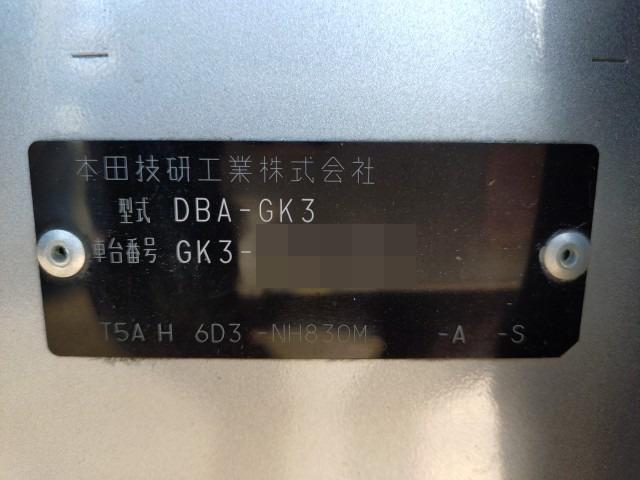 本田技研工業株式会社
型式 DBA-GK3
車台番号 GK3-
T5A H 6D3 -NH830M -A -S